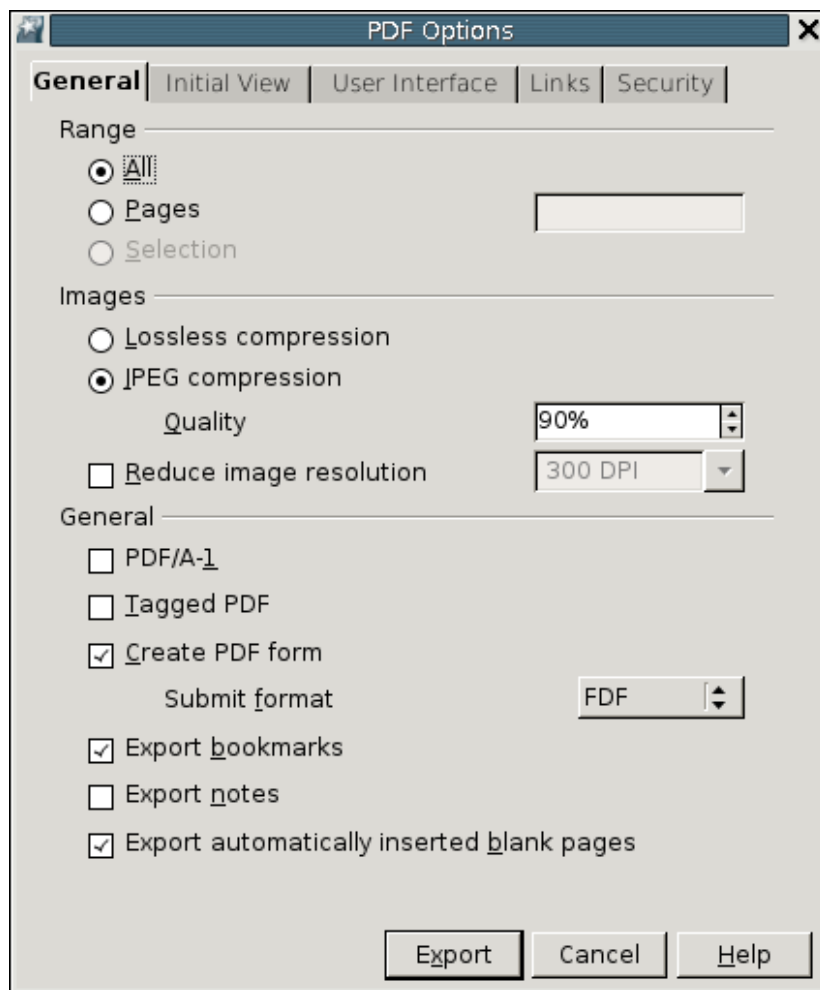 PDF Options
General Initial View User Interface Links Security
Range
All
Pages
Selection
Images
Lossless compression
JPEG compression
Quality 90%
Reduce image resolution 300 DPI
General
PDF/A-1
Tagged PDF
Create PDF form
Submit format FDF
Export bookmarks
Export notes
Export automatically inserted blank pages
Export Cancel Help